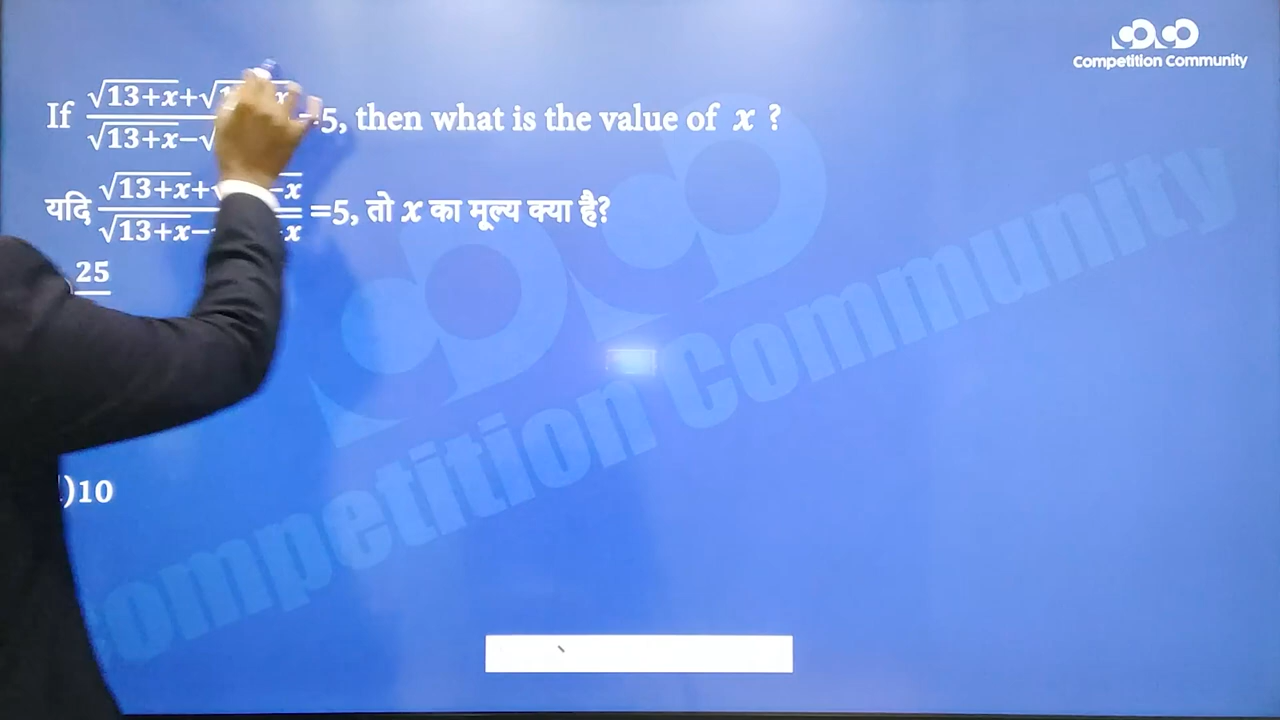 Competition Community
If √13+x+√1 x
√13+x−√ =5, then what is the value of x ?
यदि √13+x+√ −x
√13+x− x =5, तो x का मूल्य क्या है?
25
)10
Competition Community